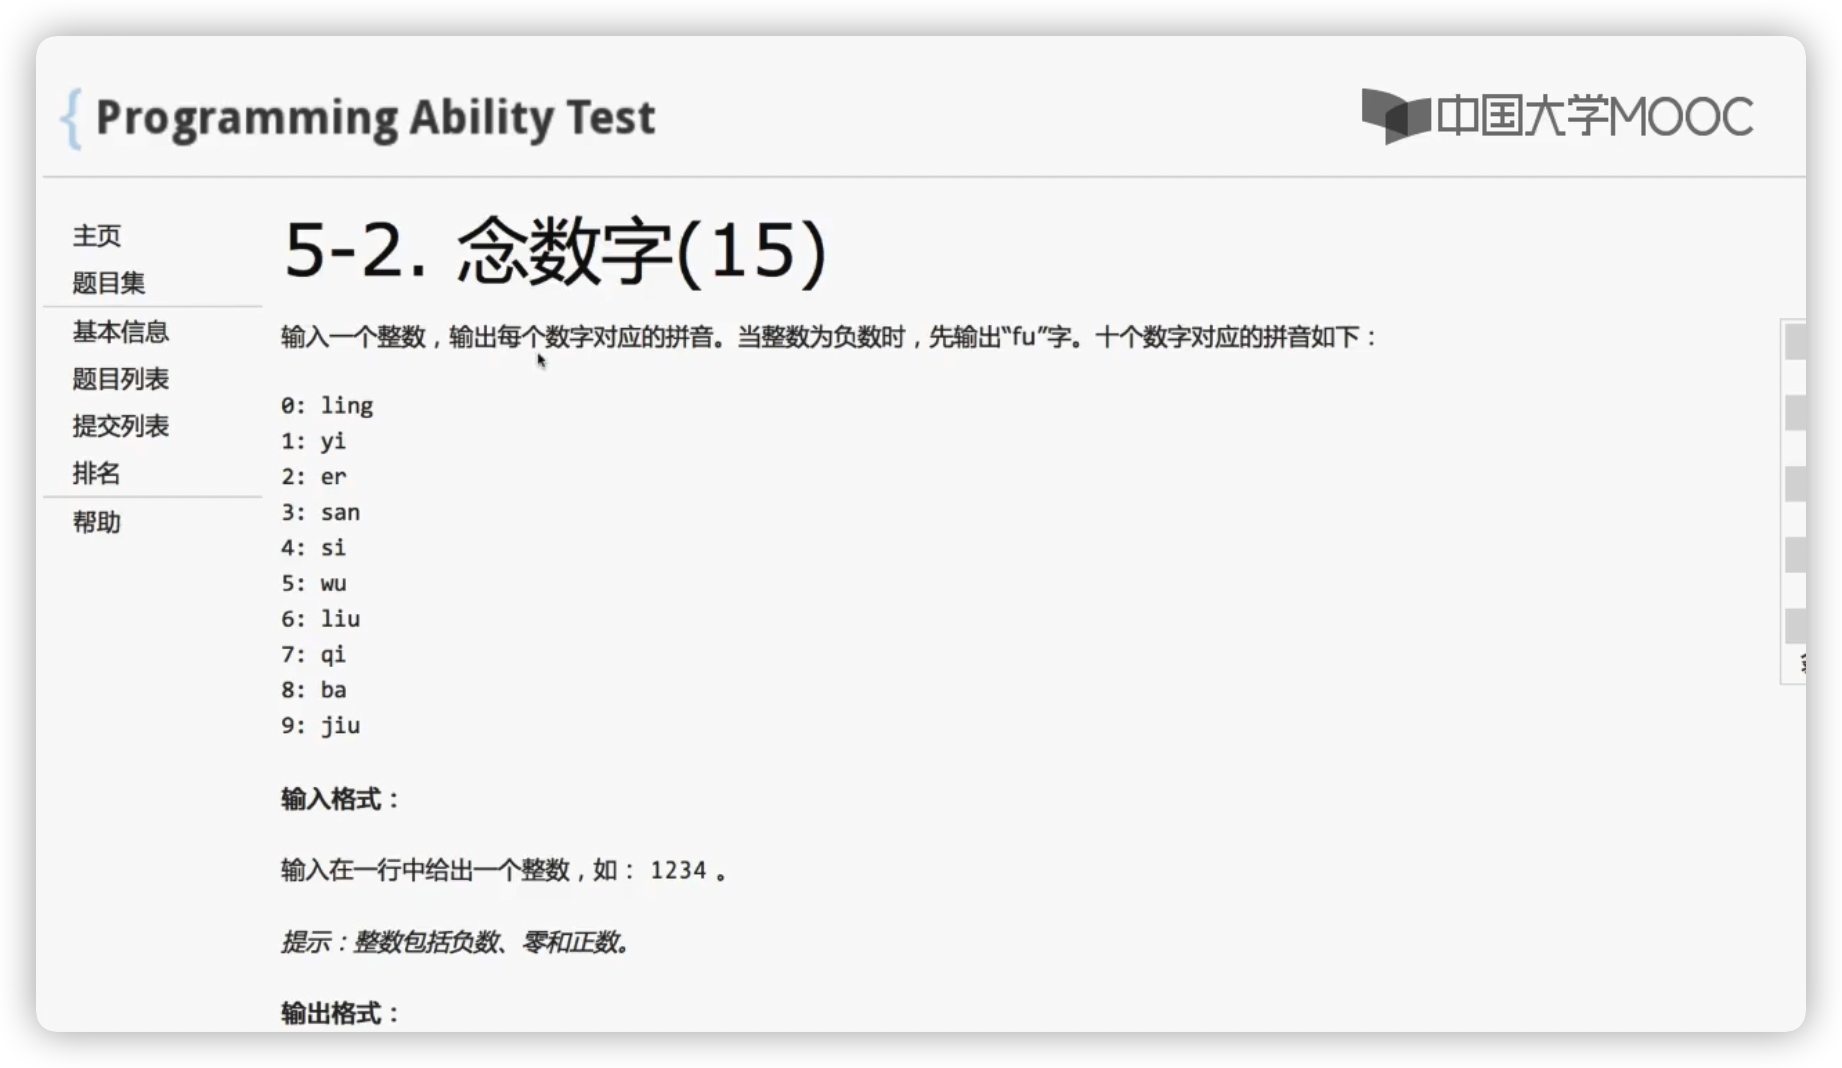 { Programming Ability Test
中国大学MOOC
主页
题目集
基本信息
题目列表
提交列表
排名
帮助
5-2. 念数字(15)
输入一个整数，输出每个数字对应的拼音。当整数为负数时，先输出“fu”字。十个数字对应的拼音如下：
0: ling
1: yi
2: er
3: san
4: si
5: wu
6: liu
7: qi
8: ba
9: jiu
输入格式：
输入在一行中给出一个整数，如： 1234 。
提示：整数包括负数、零和正数。
输出格式：